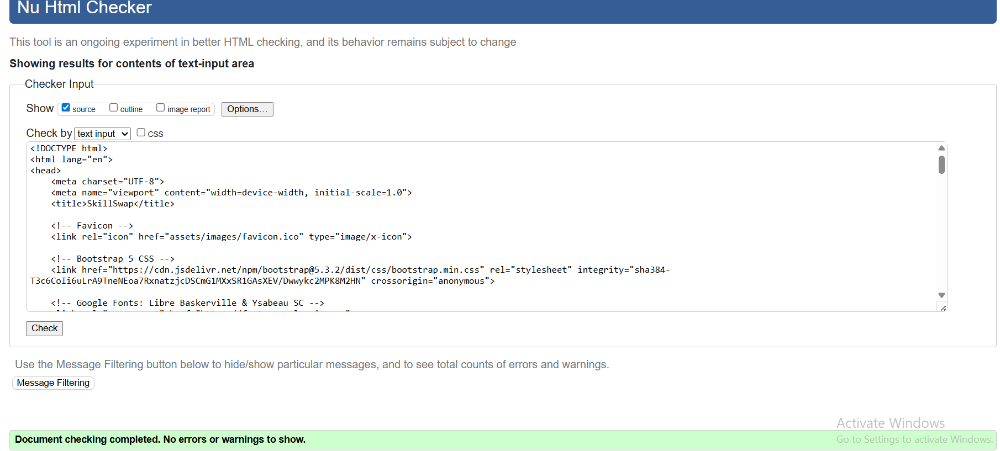 Nu Html Checker
This tool is an ongoing experiment in better HTML checking, and its behavior remains subject to change
Showing results for contents of text-input area
Checker Input
Show source outline image report Options...
Check by text input CSS
<!DOCTYPE html>
<html lang="en">
<head>
    <meta charset="UTF-8">
    <meta name="viewport" content="width=device-width, initial-scale=1.0">
    <title>SkillSwap</title>
    <!-- Favicon -->
    <link rel="icon" href="assets/images/favicon.ico" type="image/x-icon">
    <!-- Bootstrap 5 CSS -->
    <link href="https://cdn.jsdelivr.net/npm/bootstrap@5.3.2/dist/css/bootstrap.min.css" rel="stylesheet" integrity="sha384-
T3c6CoIi6uLrA9TneNEoa7RxnatzjcDSCmG1MXxSR1GAsXEV/Dwwykc2MPK8M2HN" crossorigin="anonymous">
    <!-- Google Fonts: Libre Baskerville & Ysabeau SC -->
Check
Use the Message Filtering button below to hide/show particular messages, and to see total counts of errors and warnings.
Message Filtering
Activate Windows
Document checking completed. No errors or warnings to show.
Go to Settings to activate Windows.